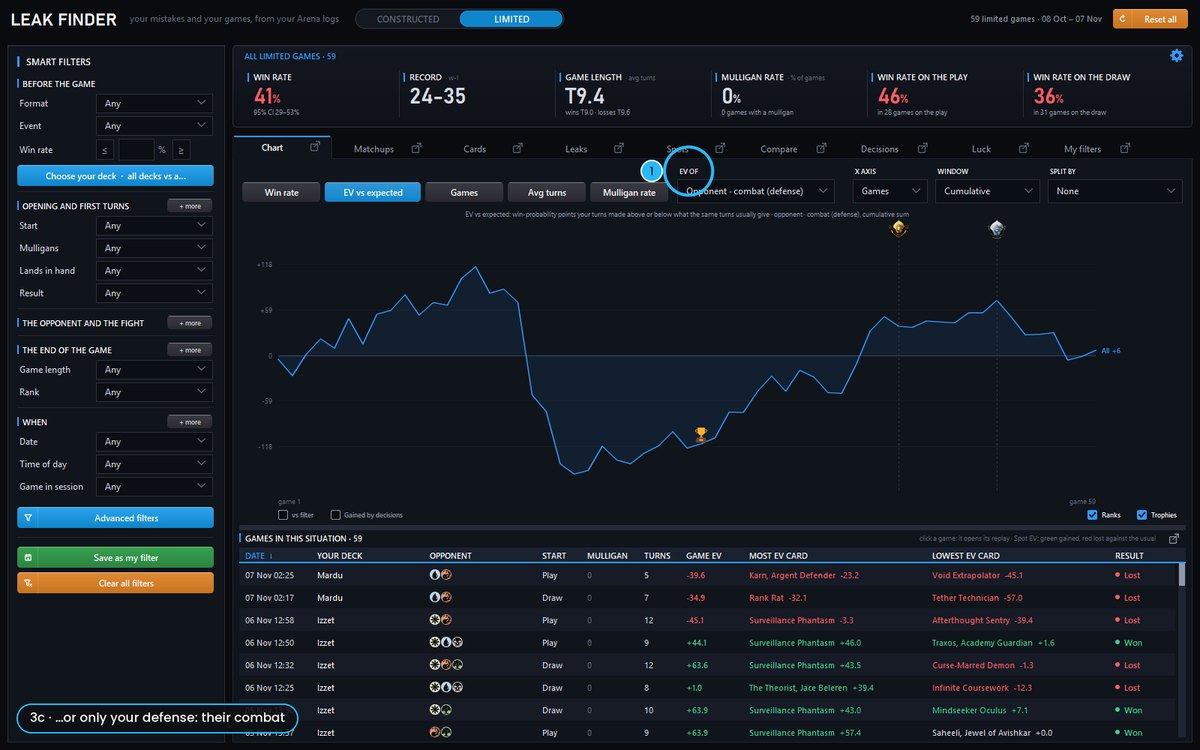 LEAK FINDER your mistakes and your games, from your Arena logs CONSTRUCTED LIMITED 59 limited games · 08 Oct – 07 Nov Reset all
SMART FILTERS
BEFORE THE GAME
Format Any
Event Any
Win rate ≤ % ≥
Choose your deck · all decks vs a...
OPENING AND FIRST TURNS + more
Start Any
Mulligans Any
Lands in hand Any
Result Any
THE OPPONENT AND THE FIGHT + more
THE END OF THE GAME + more
Game length Any
Rank Any
WHEN + more
Date Any
Time of day Any
Game in session Any
Advanced filters
Save as my filter
Clear all filters
3c · ...or only your defense: their combat
ALL LIMITED GAMES · 59
WIN RATE
41%
95% CI 29–53%
RECORD · w-l
24-35
GAME LENGTH · avg turns
T9.4
wins T9.0 · losses T9.6
MULLIGAN RATE · % of games
0%
0 games with a mulligan
WIN RATE ON THE PLAY
46%
in 28 games on the play
WIN RATE ON THE DRAW
36%
in 31 games on the draw
Chart Matchups Cards Leaks Spots Compare Decisions Luck My filters
1 EV OF X AXIS WINDOW SPLIT BY
Win rate EV vs expected Games Avg turns Mulligan rate Opponent - combat (defense) Games Cumulative None
EV vs expected: win-probability points your turns made above or below what the same turns usually give · opponent - combat (defense), cumulative sum
+118
+59
0
-59
-118
All +6
game 1 game 59
vs filter Gained by decisions Ranks Trophies
GAMES IN THIS SITUATION · 59 click a game: it opens its replay · Spot EV: green gained, red lost against the usual
DATE ↓ YOUR DECK OPPONENT START MULLIGAN TURNS GAME EV MOST EV CARD LOWEST EV CARD RESULT
07 Nov 02:25 Mardu Play 0 5 -39.6 Karn, Argent Defender -23.2 Void Extrapolator -45.1 Lost
07 Nov 02:17 Mardu Draw 0 7 -34.9 Rank Rat -32.1 Tether Technician -57.0 Lost
06 Nov 12:58 Izzet Play 0 12 -45.1 Surveillance Phantasm -3.3 Afterthought Sentry -39.4 Lost
06 Nov 12:50 Izzet Play 0 9 +44.1 Surveillance Phantasm +46.0 Traxos, Academy Guardian +1.6 Won
06 Nov 12:32 Izzet Draw 0 12 +63.6 Surveillance Phantasm +43.5 Curse-Marred Demon -1.3 Lost
06 Nov 12:25 Izzet Draw 0 8 +1.0 The Theorist, Jace Beleren +39.4 Infinite Coursework -12.3 Lost
Izzet Draw 0 10 +63.9 Surveillance Phantasm +43.0 Mindseeker Oculus +7.1 Won
Izzet Play 0 9 +63.9 Surveillance Phantasm +57.4 Saheeli, Jewel of Avishkar +0.0 Won